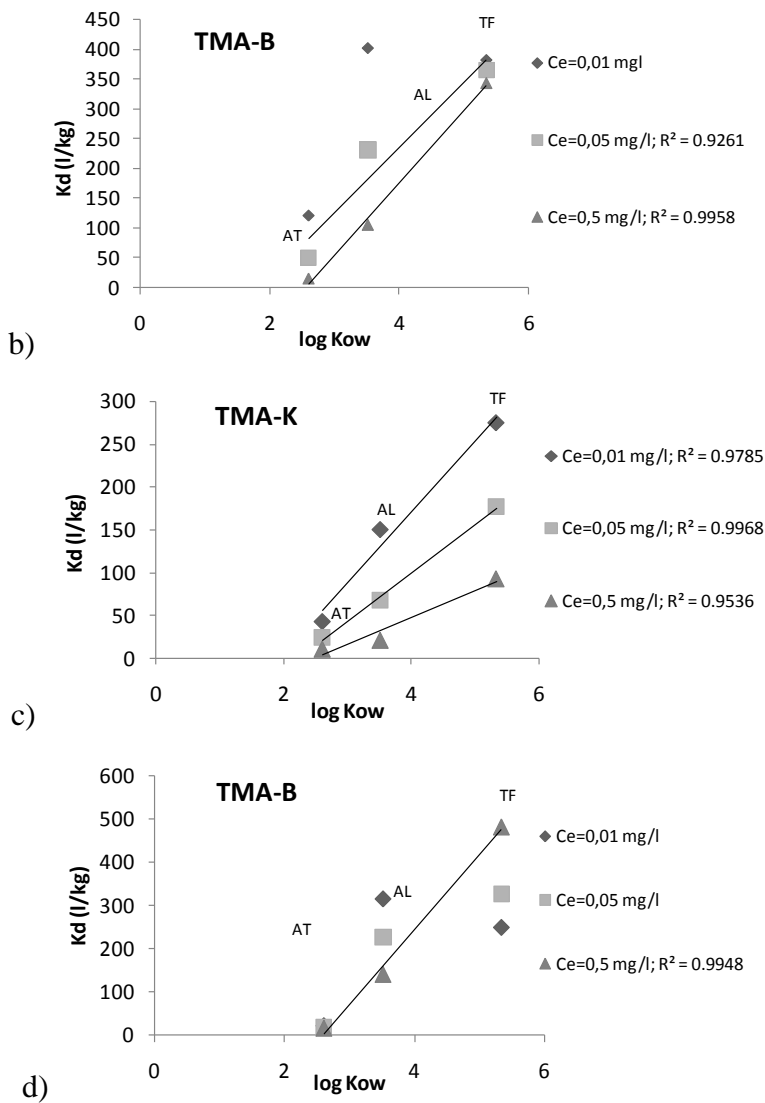 TMA-B
TF
AL
AT
Kd (l/kg)
450
400
350
300
250
200
150
100
50
0
0 2 4 6
log Kow
Ce=0,01 mgl
Ce=0,05 mg/l; R² = 0.9261
Ce=0,5 mg/l; R² = 0.9958
b)
TMA-K
TF
AL
AT
Kd (l/kg)
300
250
200
150
100
50
0
0 2 4 6
log Kow
Ce=0,01 mg/l; R² = 0.9785
Ce=0,05 mg/l; R² = 0.9968
Ce=0,5 mg/l; R² = 0.9536
c)
TMA-B
TF
AL
AT
Kd (l/kg)
600
500
400
300
200
100
0
0 2 4 6
log Kow
Ce=0,01 mg/l
Ce=0,05 mg/l
Ce=0,5 mg/l; R² = 0.9948
d)